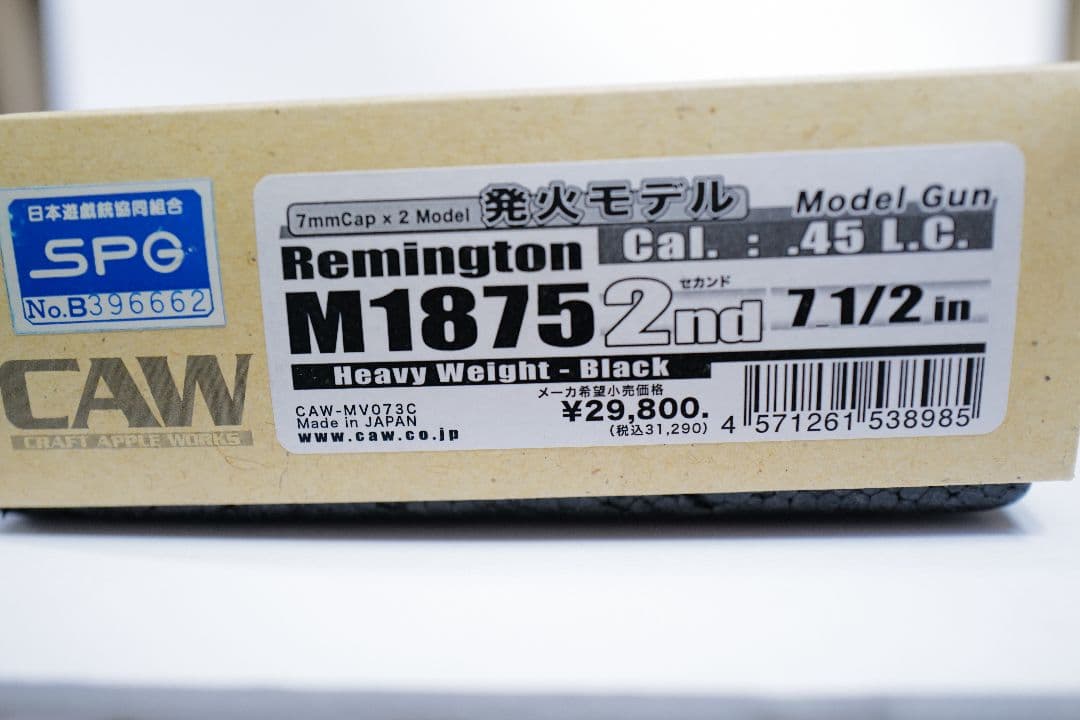 日本遊戯銃協同組合
SPG
No.B396662
CAW
CRAFT APPLE WORKS
7mmCap × 2 Model 発火モデル Model Gun
Remington Cal. : .45 L.C.
セカンド
M1875 2nd 7 1/2 in
Heavy Weight - Black
メーカ希望小売価格
CAW-MV073C ¥29,800.
Made in JAPAN (税込31,290)
www.caw.co.jp
4 571261 538985